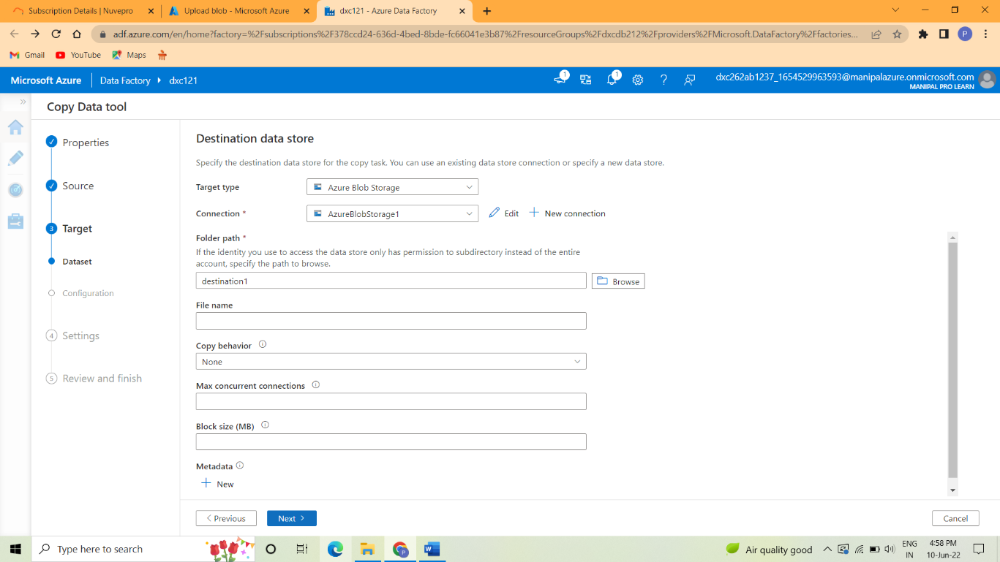 Subscription Details | Nuvepro
Upload blob - Microsoft Azure
dxc121 - Azure Data Factory
adf.azure.com/en/home?factory=%2Fsubscriptions%2F378ccd24-636d-4bed-8bde-fc66041e3b87%2FresourceGroups%2Fdxcdb212%2Fproviders%2FMicrosoft.DataFactory%2Ffactories...
P
Gmail
YouTube
Maps
Microsoft Azure
Data Factory
dxc121
1
1
dxc262ab1237_1654529963593@manipalazure.onmicrosoft.com
MANIPAL PRO LEARN
Copy Data tool
Properties
Source
3 Target
Dataset
Configuration
4 Settings
5 Review and finish
Destination data store
Specify the destination data store for the copy task. You can use an existing data store connection or specify a new data store.
Target type
Azure Blob Storage
Connection *
AzureBlobStorage1
Edit
New connection
Folder path *
If the identity you use to access the data store only has permission to subdirectory instead of the entire
account, specify the path to browse.
destination1
Browse
File name
Copy behavior
None
Max concurrent connections
Block size (MB)
Metadata
New
Previous
Next
Cancel
Type here to search
Air quality good
ENG
IN
4:58 PM
10-Jun-22